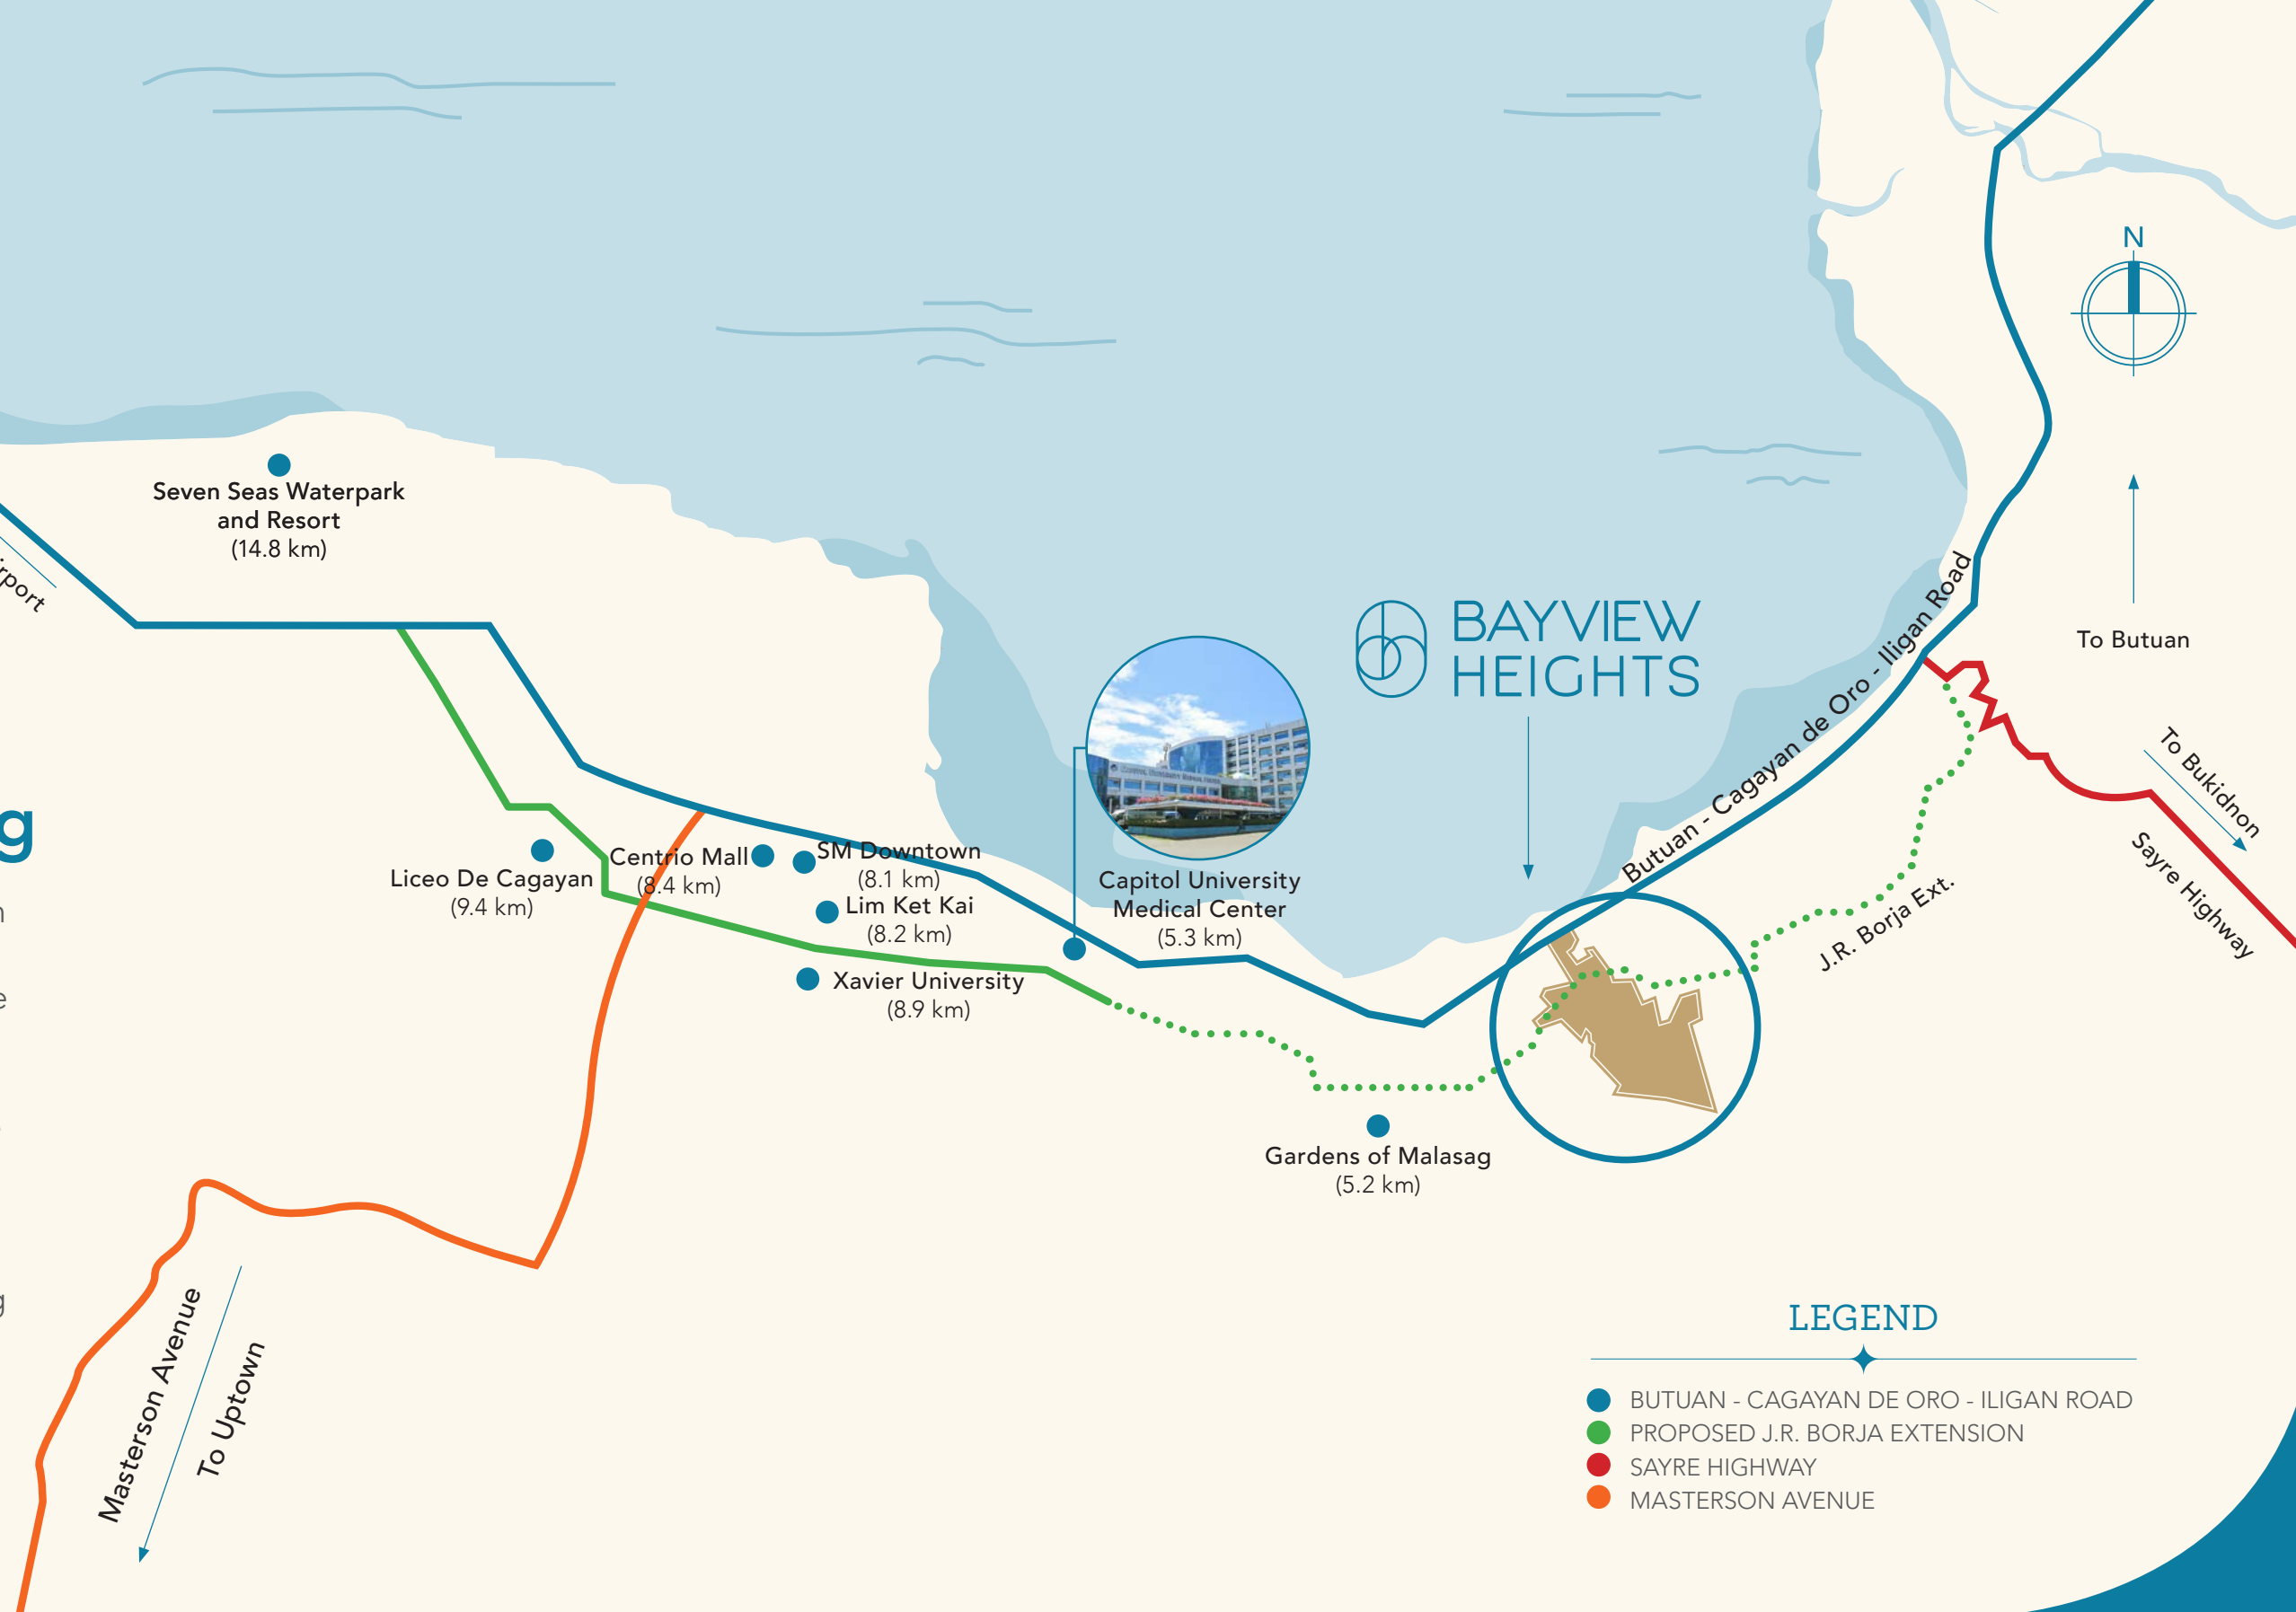 N
Seven Seas Waterpark
and Resort
(14.8 km)
BAYVIEW
HEIGHTS
Butuan - Cagayan de Oro - Iligan Road
To Butuan
To Bukidnon
Sayre Highway
J.R. Borja Ext.
Liceo De Cagayan
(9.4 km)
Centrio Mall
(8.4 km)
SM Downtown
(8.1 km)
Lim Ket Kai
(8.2 km)
Xavier University
(8.9 km)
Capitol University
Medical Center
(5.3 km)
Gardens of Malasag
(5.2 km)
Masterson Avenue
To Uptown
LEGEND
BUTUAN - CAGAYAN DE ORO - ILIGAN ROAD
PROPOSED J.R. BORJA EXTENSION
SAYRE HIGHWAY
MASTERSON AVENUE